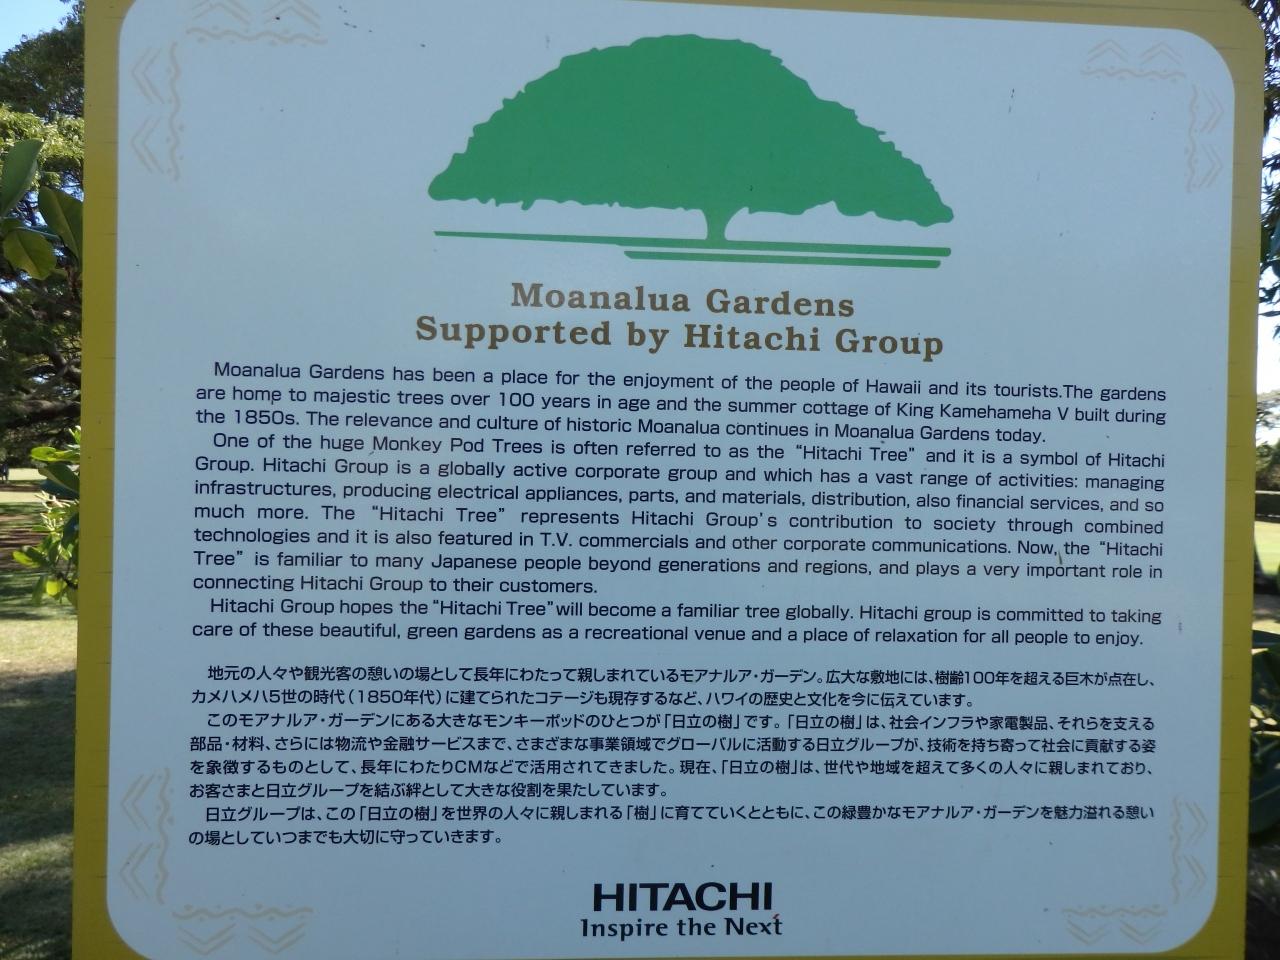 Moanalua Gardens
Supported by Hitachi Group
Moanalua Gardens has been a place for the enjoyment of the people of Hawaii and its tourists.The gardens
are home to majestic trees over 100 years in age and the summer cottage of King Kamehameha V built during
the 1850s. The relevance and culture of historic Moanalua continues in Moanalua Gardens today.
One of the huge Monkey Pod Trees is often referred to as the “Hitachi Tree” and it is a symbol of Hitachi
Group. Hitachi Group is a globally active corporate group and which has a vast range of activities: managing
infrastructures, producing electrical appliances, parts, and materials, distribution, also financial services, and so
much more. The “Hitachi Tree” represents Hitachi Group's contribution to society through combined
technologies and it is also featured in T.V. commercials and other corporate communications. Now, the “Hitachi
Tree” is familiar to many Japanese people beyond generations and regions, and plays a very important role in
connecting Hitachi Group to their customers.
Hitachi Group hopes the “Hitachi Tree” will become a familiar tree globally. Hitachi group is committed to taking
care of these beautiful, green gardens as a recreational venue and a place of relaxation for all people to enjoy.
地元の人々や観光客の憩いの場として長年にわたって親しまれているモアナルア・ガーデン。広大な敷地には、樹齢100年を超える巨木が点在し、
カメハメハ5世の時代（1850年代）に建てられたコテージも現存するなど、ハワイの歴史と文化を今に伝えています。
このモアナルア・ガーデンにある大きなモンキーポッドのひとつが「日立の樹」です。「日立の樹」は、社会インフラや家電製品、それらを支える
部品・材料、さらには物流や金融サービスまで、さまざまな事業領域でグローバルに活動する日立グループが、技術を持ち寄って社会に貢献する姿
を象徴するものとして、長年にわたりCMなどで活用されてきました。現在、「日立の樹」は、世代や地域を超えて多くの人々に親しまれており、
お客さまと日立グループを結ぶ絆として大きな役割を果たしています。
日立グループは、この「日立の樹」を世界の人々に親しまれる「樹」に育てていくとともに、この緑豊かなモアナルア・ガーデンを魅力溢れる憩い
の場としていつまでも大切に守っていきます。
HITACHI
Inspire the Next